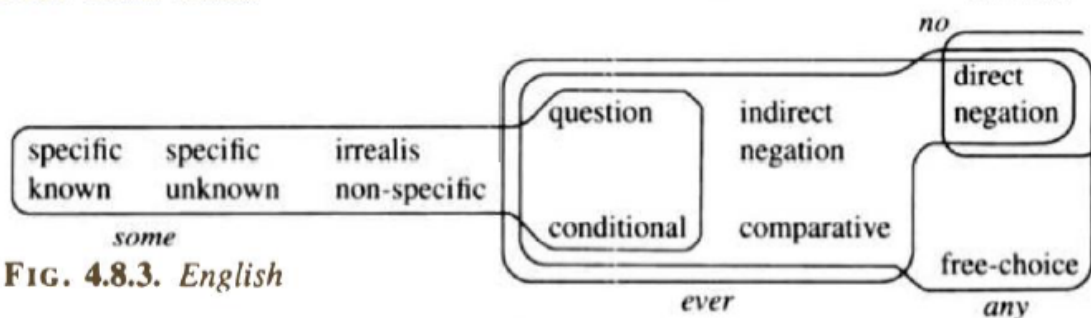 no
direct
question indirect negation
specific specific irrealis negation
known unknown non-specific
conditional comparative
some free-choice
FIG. 4.8.3. English
ever any